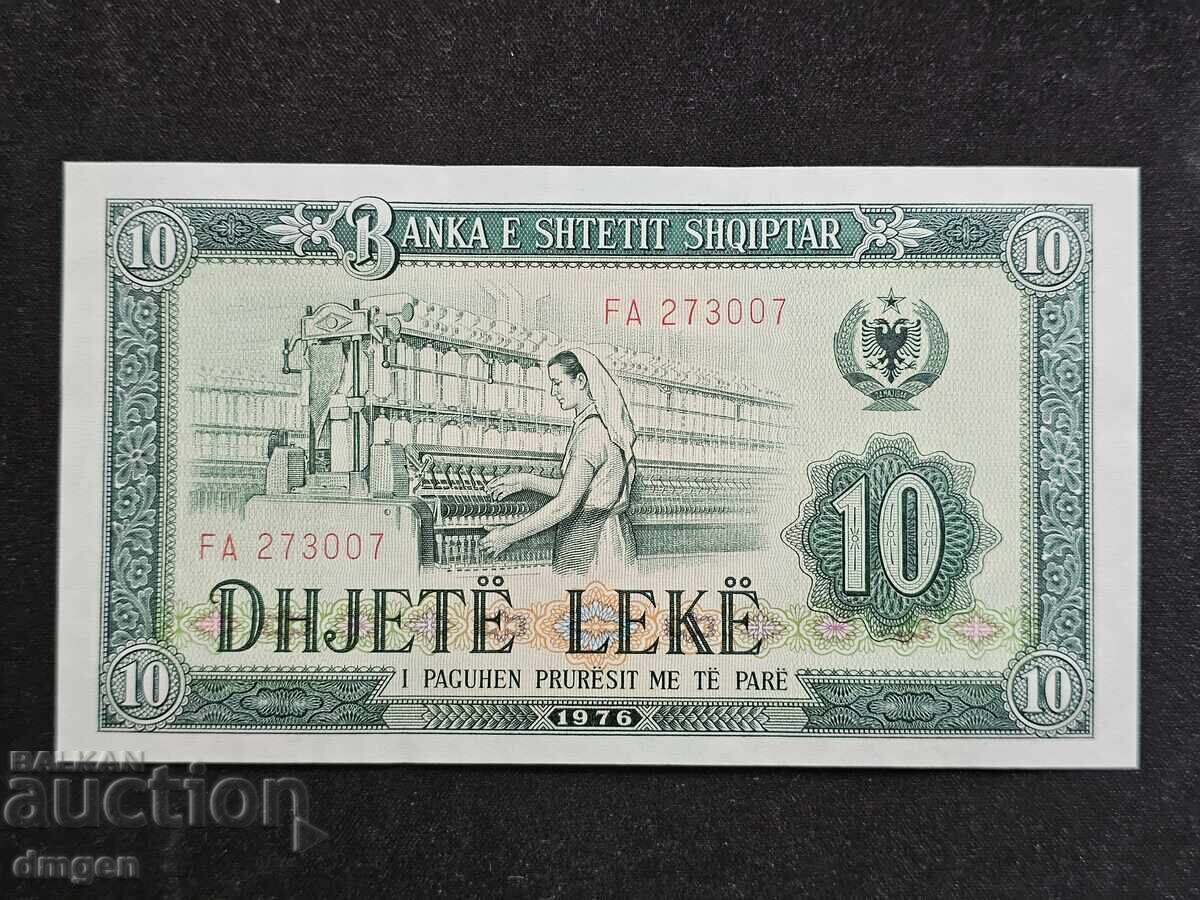 10
BANKA E SHTETIT SHQIPTAR
10
FA 273007
10
FA 273007
DHJETË LEKË
I PAGUHEN PRURËSIT ME TË PARË
10
1976
10
BALKAN
auction
dmgen